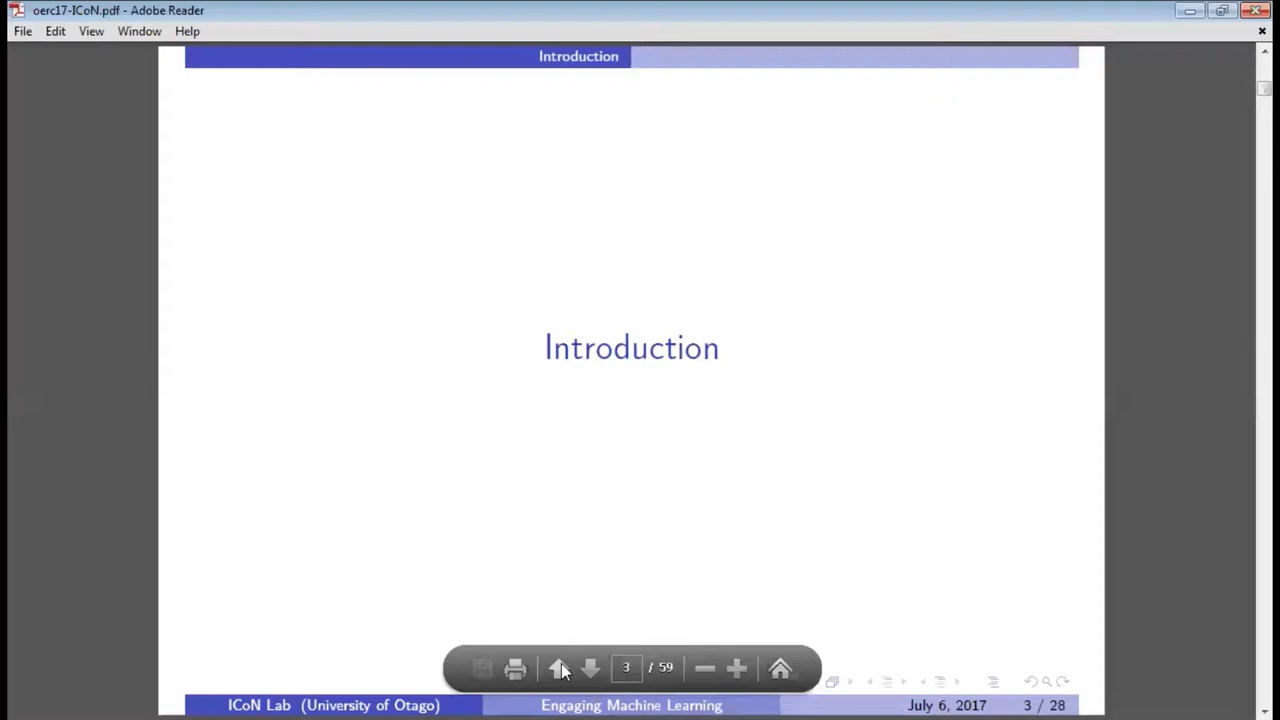 oerc17-ICoN.pdf - Adobe Reader
File Edit View Window Help
Introduction
Introduction
3 / 59
ICoN Lab (University of Otago) Engaging Machine Learning July 6, 2017 3 / 28